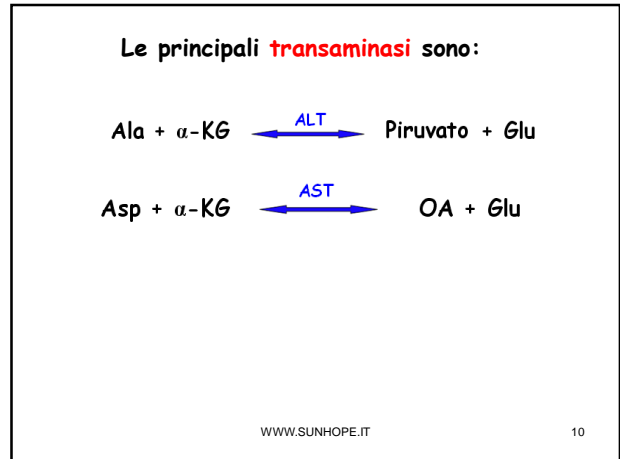 Le principali transaminasi sono:
ALT
Ala + α-KG Piruvato + Glu
AST
Asp + α-KG OA + Glu
WWW.SUNHOPE.IT 10